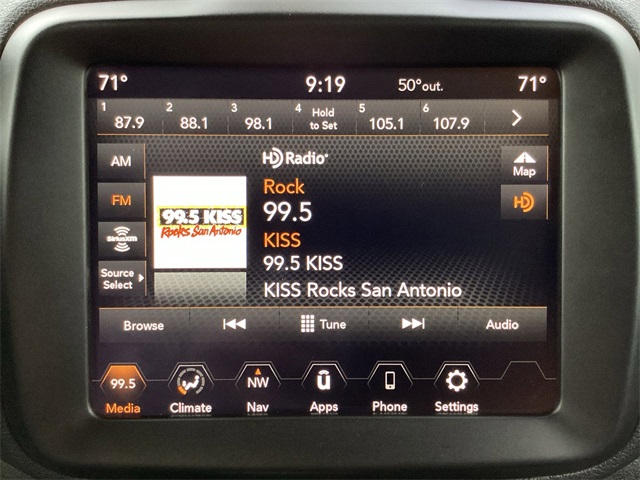 71° 9:19 50°out. 71°
1 87.9 2 88.1 3 98.1 4 Hold to Set 5 105.1 6 107.9
AM
FM
SiriusXM
Source
Select
99.5 KISS
Rocks San Antonio
HD Radio
Rock
99.5
KISS
99.5 KISS
KISS Rocks San Antonio
Map
HD
Browse Tune Audio
99.5 NW u
Media Climate Nav Apps Phone Settings